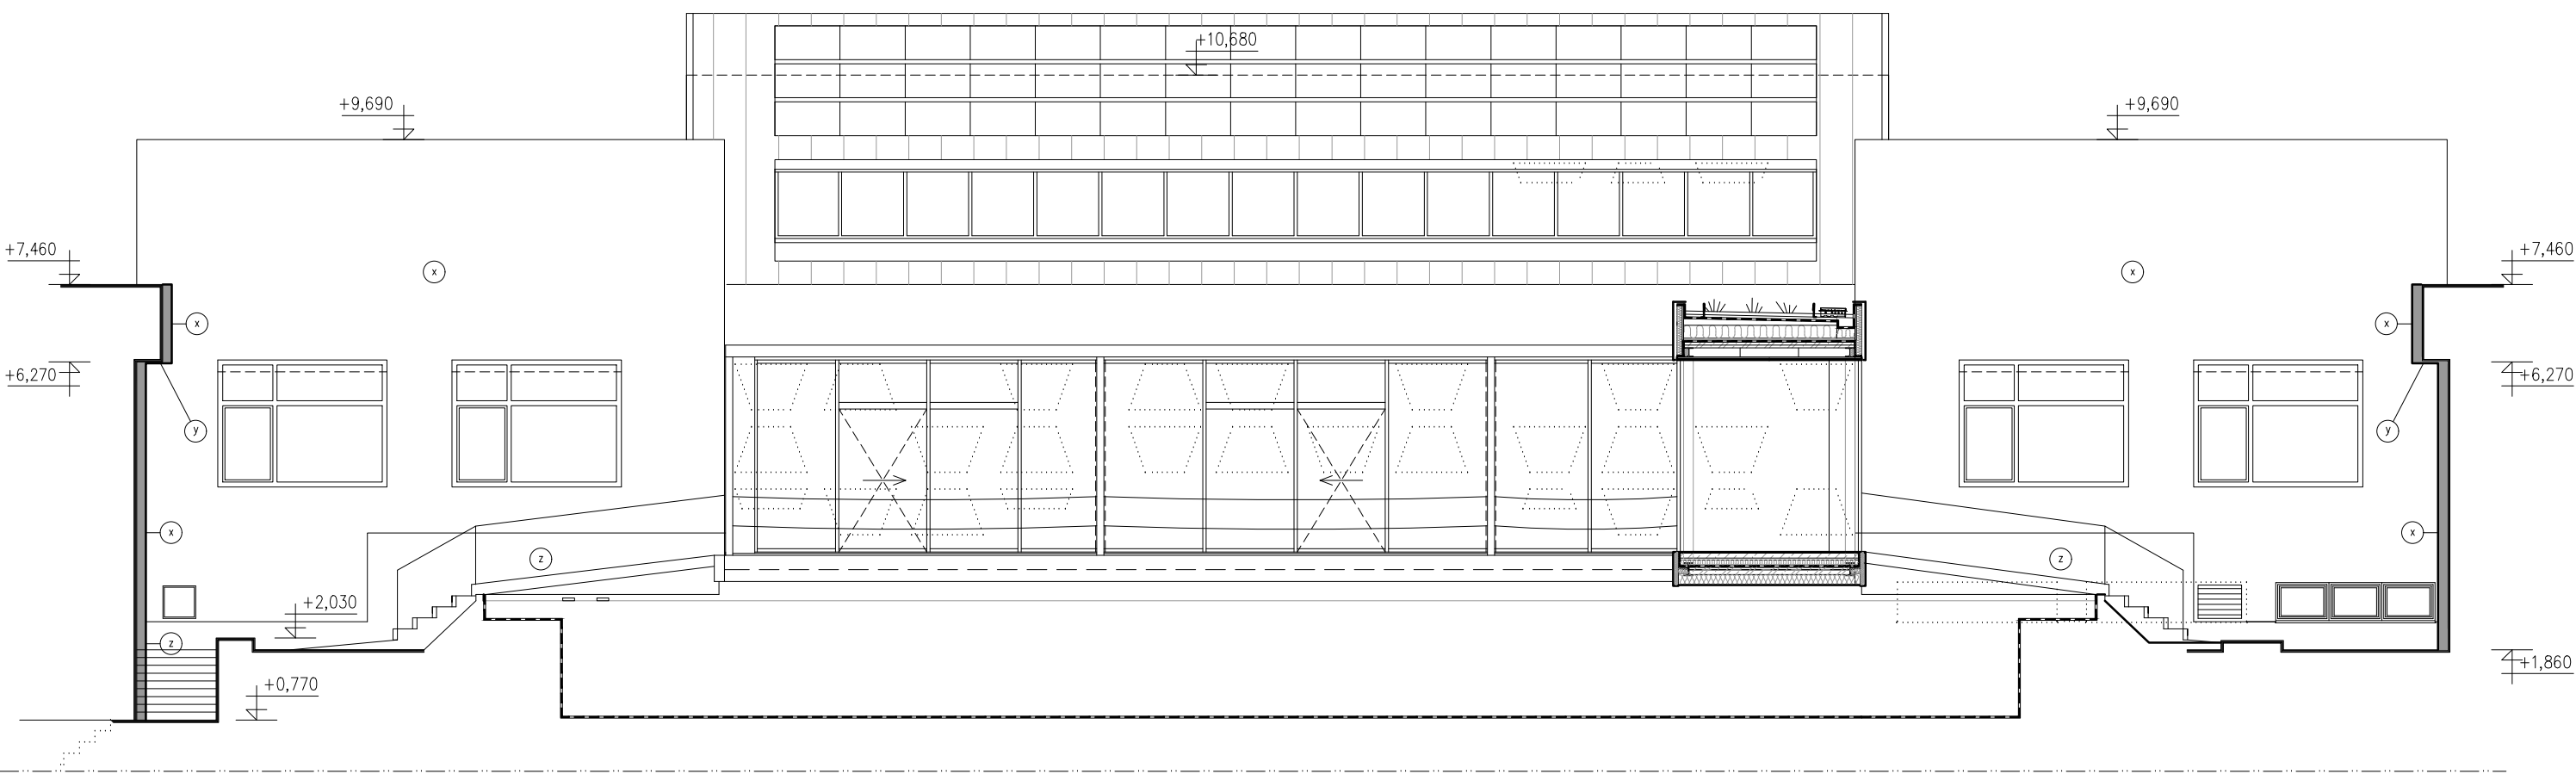 +10,680
+9,690
+9,690
+7,460
+7,460
x
x
x
x
+6,270
+6,270
y
y
x
x
z
z
+2,030
z
+1,860
+0,770